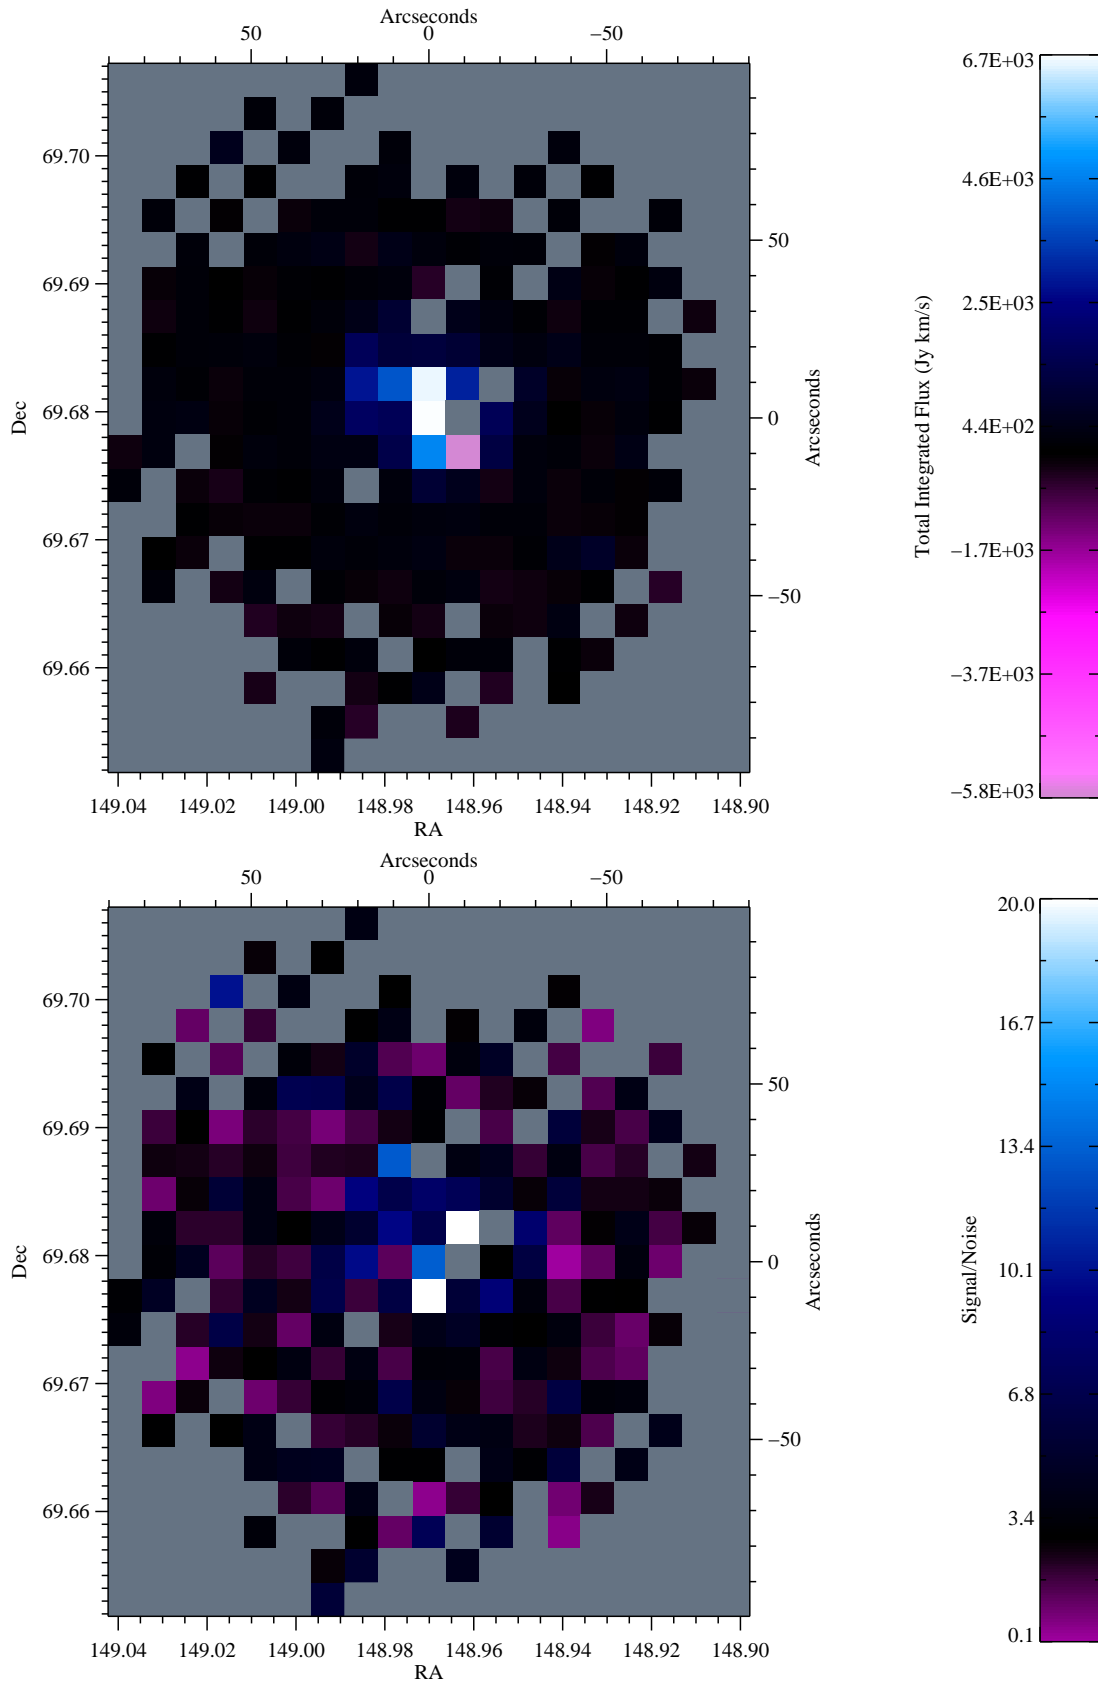 Arcseconds
50 0 −50
69.70
69.69
69.68
69.67
69.66
Dec
50
0
−50
Arcseconds
149.04 149.02 149.00 148.98 148.96 148.94 148.92 148.90
RA
6.7E+03
4.6E+03
2.5E+03
4.4E+02
−1.7E+03
−3.7E+03
−5.8E+03
Total Integrated Flux (Jy km/s)
Arcseconds
50 0 −50
69.70
69.69
69.68
69.67
69.66
Dec
50
0
−50
Arcseconds
149.04 149.02 149.00 148.98 148.96 148.94 148.92 148.90
RA
20.0
16.7
13.4
10.1
6.8
3.4
0.1
Signal/Noise